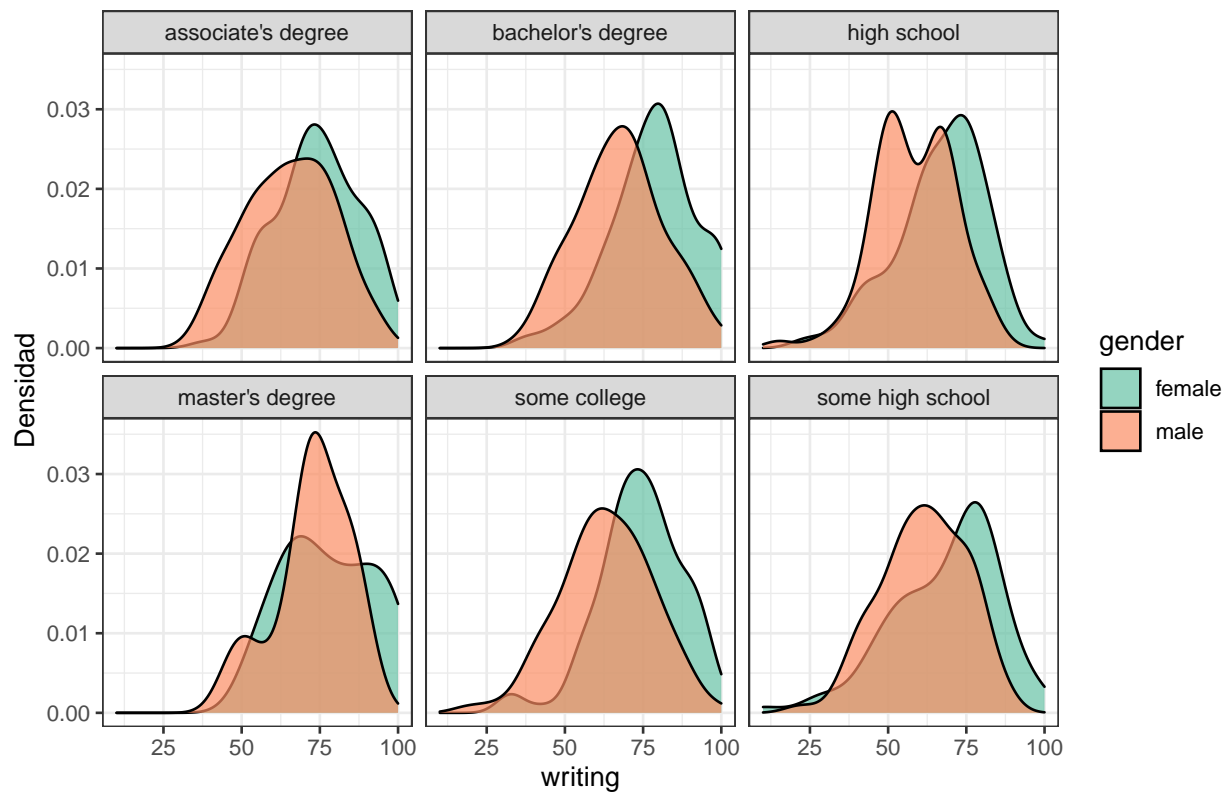 associate's degree bachelor's degree high school
0.03
0.02
0.01
0.00
master's degree some college some high school
0.03
0.02
0.01
0.00
25 50 75 100 25 50 75 100 25 50 75 100
writing
Densidad
gender
female
male